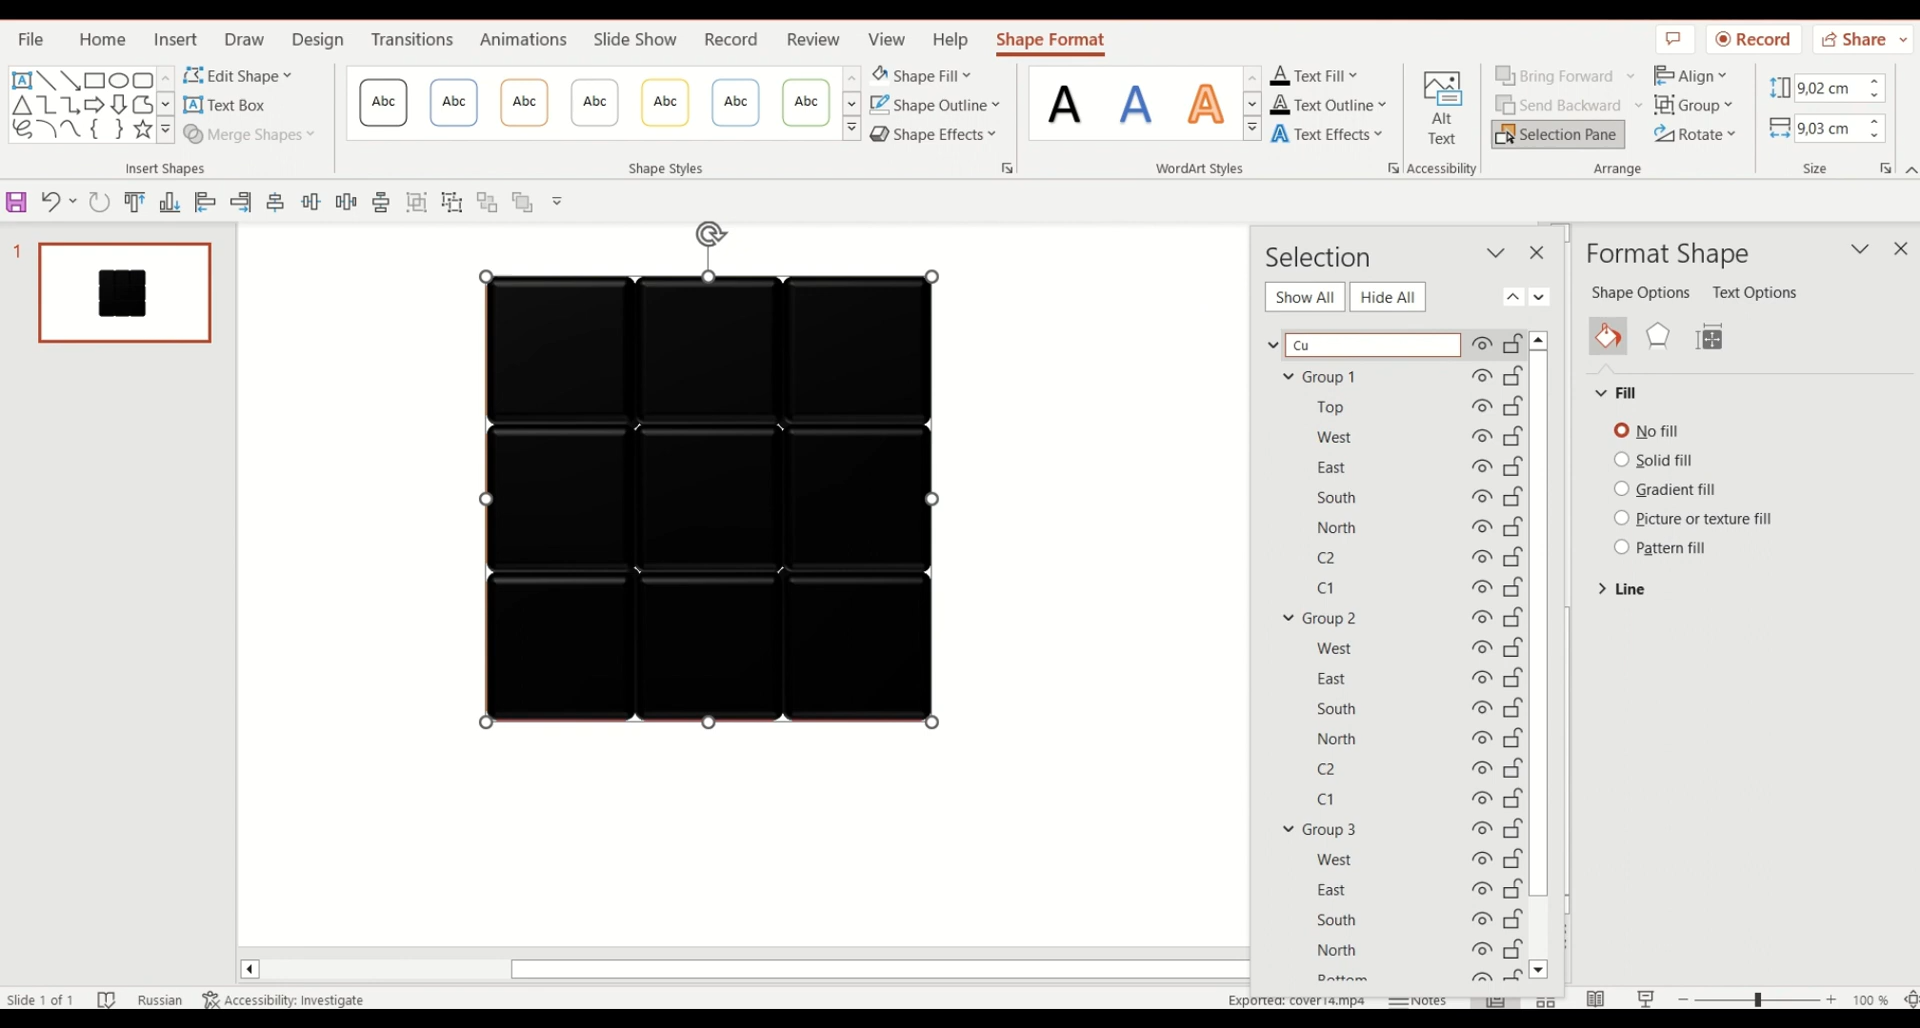 File Home Insert Draw Design Transitions Animations Slide Show Record Review View Help Shape Format Record Share
Edit Shape
Text Box
Merge Shapes
Insert Shapes
Abc Abc Abc Abc Abc Abc Abc
Shape Fill
Shape Outline
Shape Effects
Shape Styles
A A A
Text Fill
Text Outline
Text Effects
WordArt Styles
Alt
Text
Accessibility
Bring Forward
Send Backward
Selection Pane
Align
Group
Rotate
Arrange
9,02 cm
9,03 cm
Size
1
Selection
Show All Hide All
Cu
Group 1
Top
West
East
South
North
C2
C1
Group 2
West
East
South
North
C2
C1
Group 3
West
East
South
North
Bottom
Format Shape
Shape Options Text Options
Fill
No fill
Solid fill
Gradient fill
Picture or texture fill
Pattern fill
Line
Slide 1 of 1 Russian Accessibility: Investigate Exported: cover14.mp4 Notes 100 %